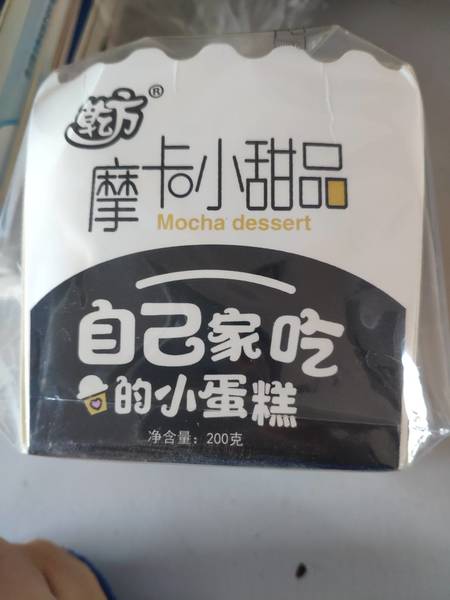 乾方®
摩卡小甜品
Mocha dessert
自己家吃
的小蛋糕
净含量：200克